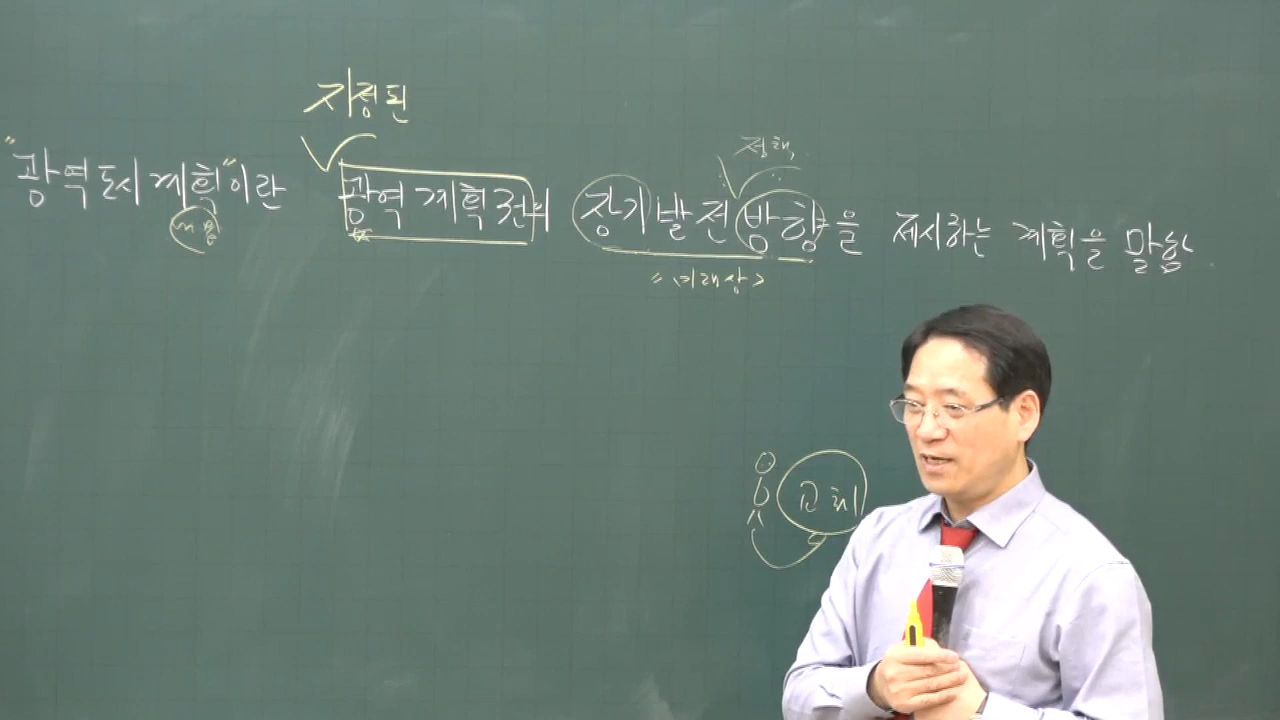 지정된
정책
"광역도시계획"이란 광역계획권의 장기발전방향을 제시하는 계획을 말함
"미래상"
교회